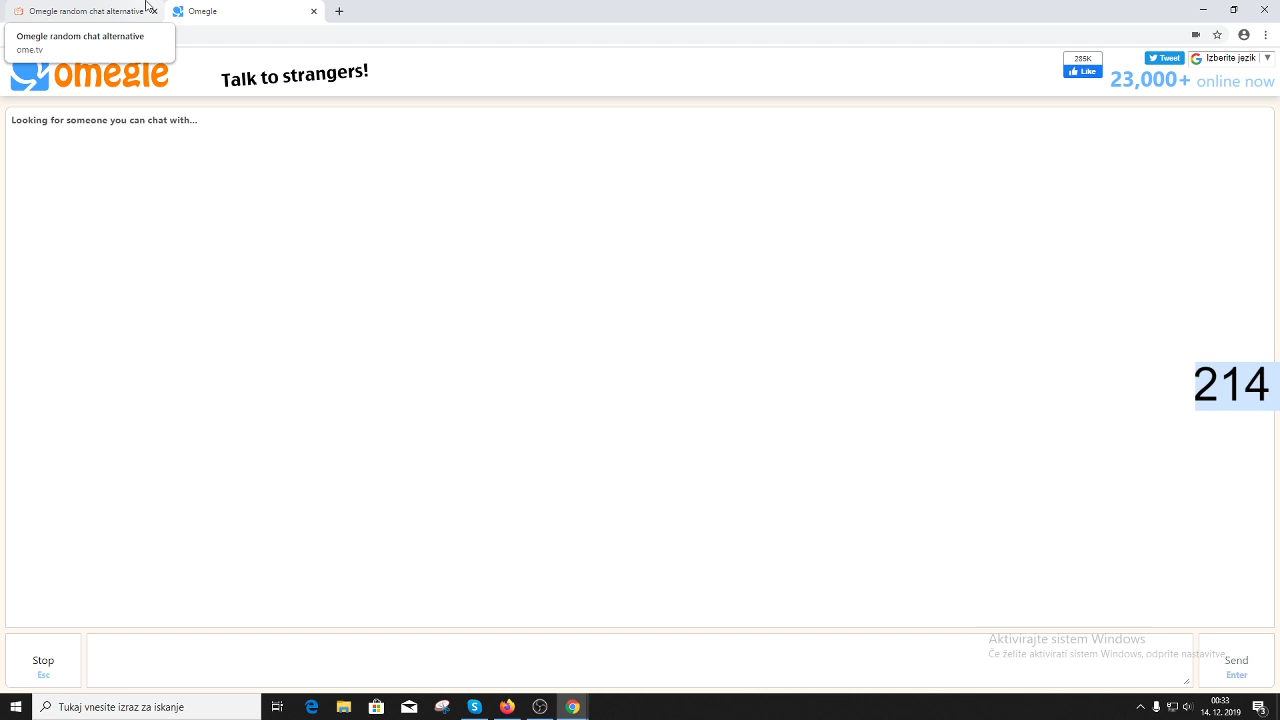 Omegle random chat alternative
Omegle
Omegle random chat alternative
ome.tv
omegle
Talk to strangers!
285K
Like
Tweet
Izberite jezik
23,000+ online now
Looking for someone you can chat with...
214
Aktivirajte sistem Windows
Če želite aktivirati sistem Windows, odprite nastavitve.
Stop
Esc
Send
Enter
Tukaj vnesite izraz za iskanje
00:33
14. 12. 2019
3